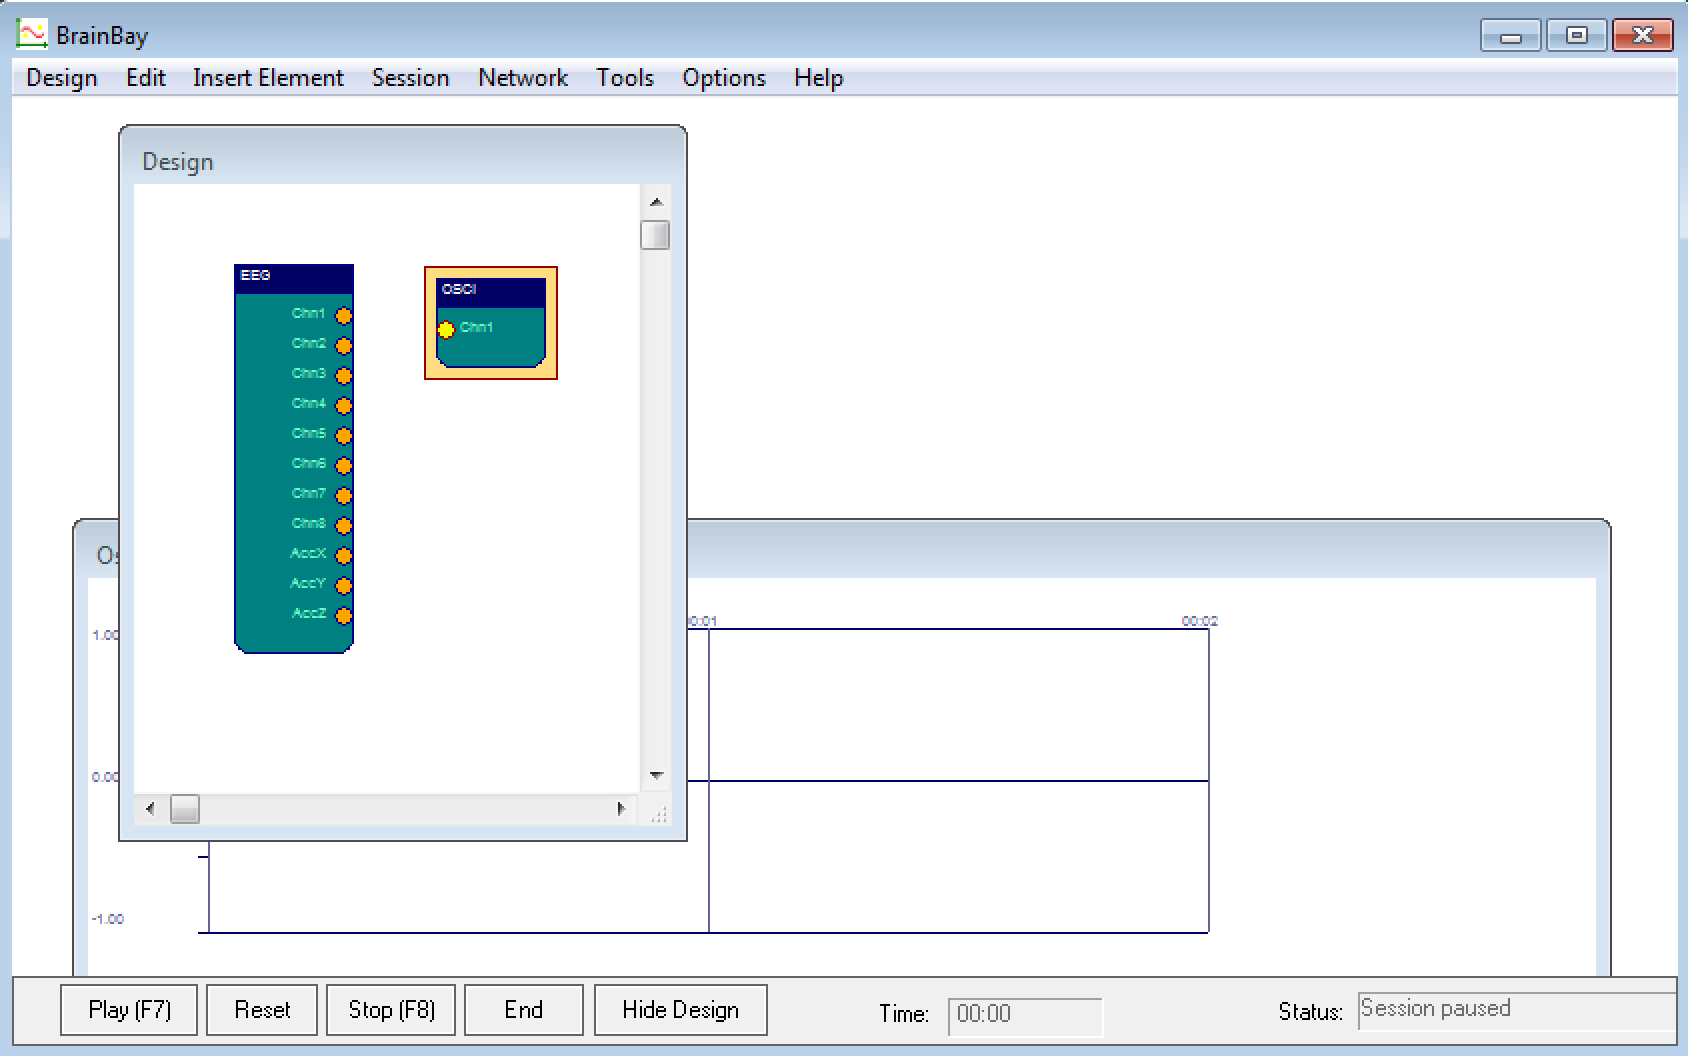 BrainBay
Design Edit Insert Element Session Network Tools Options Help
Design
EEG
Chn1
Chn2
Chn3
Chn4
Chn5
Chn6
Chn7
Chn8
AccX
AccY
AccZ
OSCI
Chn1
Os
1.00
0.00
-1.00
0:01
00:02
Play (F7) Reset Stop (F8) End Hide Design Time: 00:00 Status: Session paused